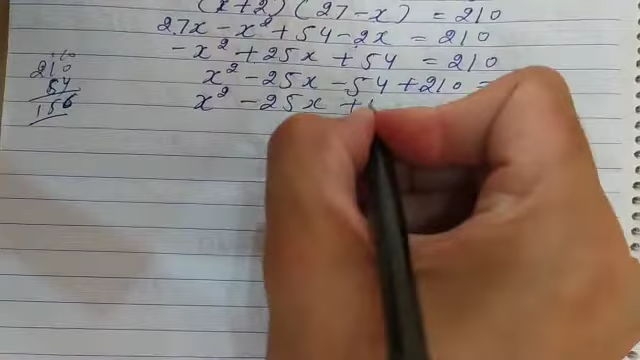 (x+2) (27-x) = 210
27x - x² + 54 - 2x = 210
-x² + 25x + 54 = 210
x² - 25x - 54 + 210 =
x² - 25x +
210
54
156